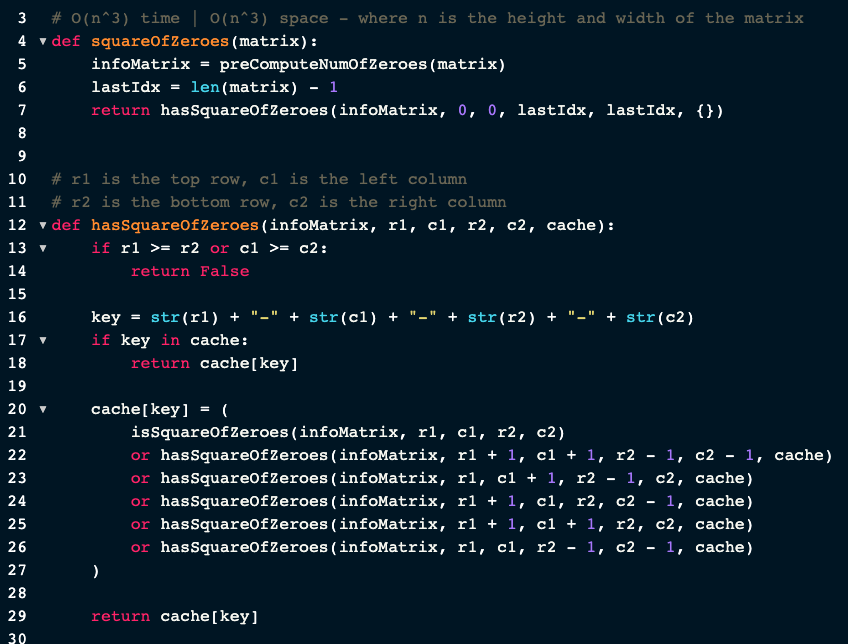 3 # O(n^3) time | O(n^3) space - where n is the height and width of the matrix
4 ▼ def squareOfZeroes(matrix):
5     infoMatrix = preComputeNumOfZeroes(matrix)
6     lastIdx = len(matrix) - 1
7     return hasSquareOfZeroes(infoMatrix, 0, 0, lastIdx, lastIdx, {})
8
9
10 # r1 is the top row, c1 is the left column
11 # r2 is the bottom row, c2 is the right column
12 ▼ def hasSquareOfZeroes(infoMatrix, r1, c1, r2, c2, cache):
13 ▼     if r1 >= r2 or c1 >= c2:
14         return False
15
16     key = str(r1) + "-" + str(c1) + "-" + str(r2) + "-" + str(c2)
17 ▼     if key in cache:
18         return cache[key]
19
20 ▼     cache[key] = (
21         isSquareOfZeroes(infoMatrix, r1, c1, r2, c2)
22         or hasSquareOfZeroes(infoMatrix, r1 + 1, c1 + 1, r2 - 1, c2 - 1, cache)
23         or hasSquareOfZeroes(infoMatrix, r1, c1 + 1, r2 - 1, c2, cache)
24         or hasSquareOfZeroes(infoMatrix, r1 + 1, c1, r2, c2 - 1, cache)
25         or hasSquareOfZeroes(infoMatrix, r1 + 1, c1 + 1, r2, c2, cache)
26         or hasSquareOfZeroes(infoMatrix, r1, c1, r2 - 1, c2 - 1, cache)
27     )
28
29     return cache[key]
30